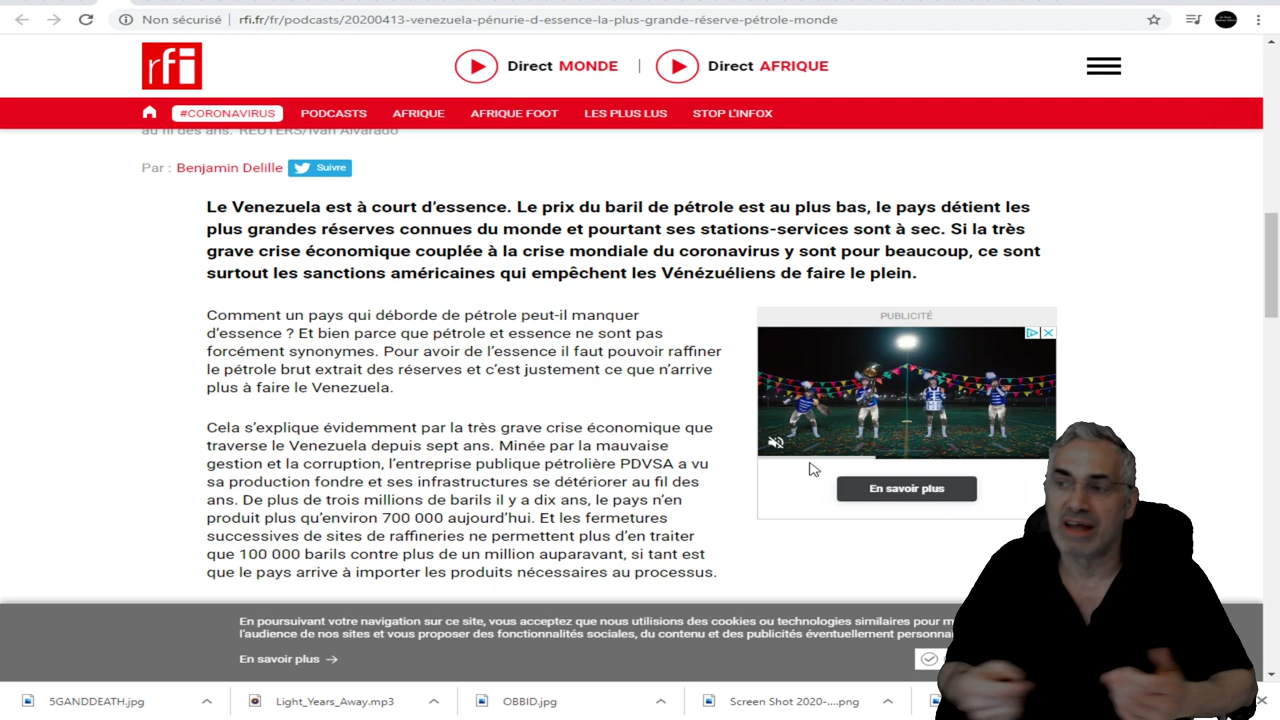 Non sécurisé
rfi.fr/fr/podcasts/20200413-venezuela-pénurie-d-essence-la-plus-grande-réserve-pétrole-monde
rfi
Direct MONDE | Direct AFRIQUE
#CORONAVIRUS PODCASTS AFRIQUE AFRIQUE FOOT LES PLUS LUS STOP L'INFOX
au fil des ans. REUTERS/Ivan Alvarado
Par : Benjamin Delille Suivre
Le Venezuela est à court d'essence. Le prix du baril de pétrole est au plus bas, le pays détient les
plus grandes réserves connues du monde et pourtant ses stations-services sont à sec. Si la très
grave crise économique couplée à la crise mondiale du coronavirus y sont pour beaucoup, ce sont
surtout les sanctions américaines qui empêchent les Vénézuéliens de faire le plein.
Comment un pays qui déborde de pétrole peut-il manquer
d'essence ? Et bien parce que pétrole et essence ne sont pas
forcément synonymes. Pour avoir de l'essence il faut pouvoir raffiner
le pétrole brut extrait des réserves et c'est justement ce que n'arrive
plus à faire le Venezuela.
Cela s'explique évidemment par la très grave crise économique que
traverse le Venezuela depuis sept ans. Minée par la mauvaise
gestion et la corruption, l'entreprise publique pétrolière PDVSA a vu
sa production fondre et ses infrastructures se détériorer au fil des
ans. De plus de trois millions de barils il y a dix ans, le pays n'en
produit plus qu'environ 700 000 aujourd'hui. Et les fermetures
successives de sites de raffineries ne permettent plus d'en traiter
que 100 000 barils contre plus de un million auparavant, si tant est
que le pays arrive à importer les produits nécessaires au processus.
PUBLICITÉ
En savoir plus
En poursuivant votre navigation sur ce site, vous acceptez que nous utilisions des cookies ou technologies similaires pour
l'audience de nos sites et vous proposer des fonctionnalités sociales, du contenu et des publicités éventuellement
En savoir plus →
5GANDDEATH.jpg
Light_Years_Away.mp3
OBBID.jpg
Screen Shot 2020-....png